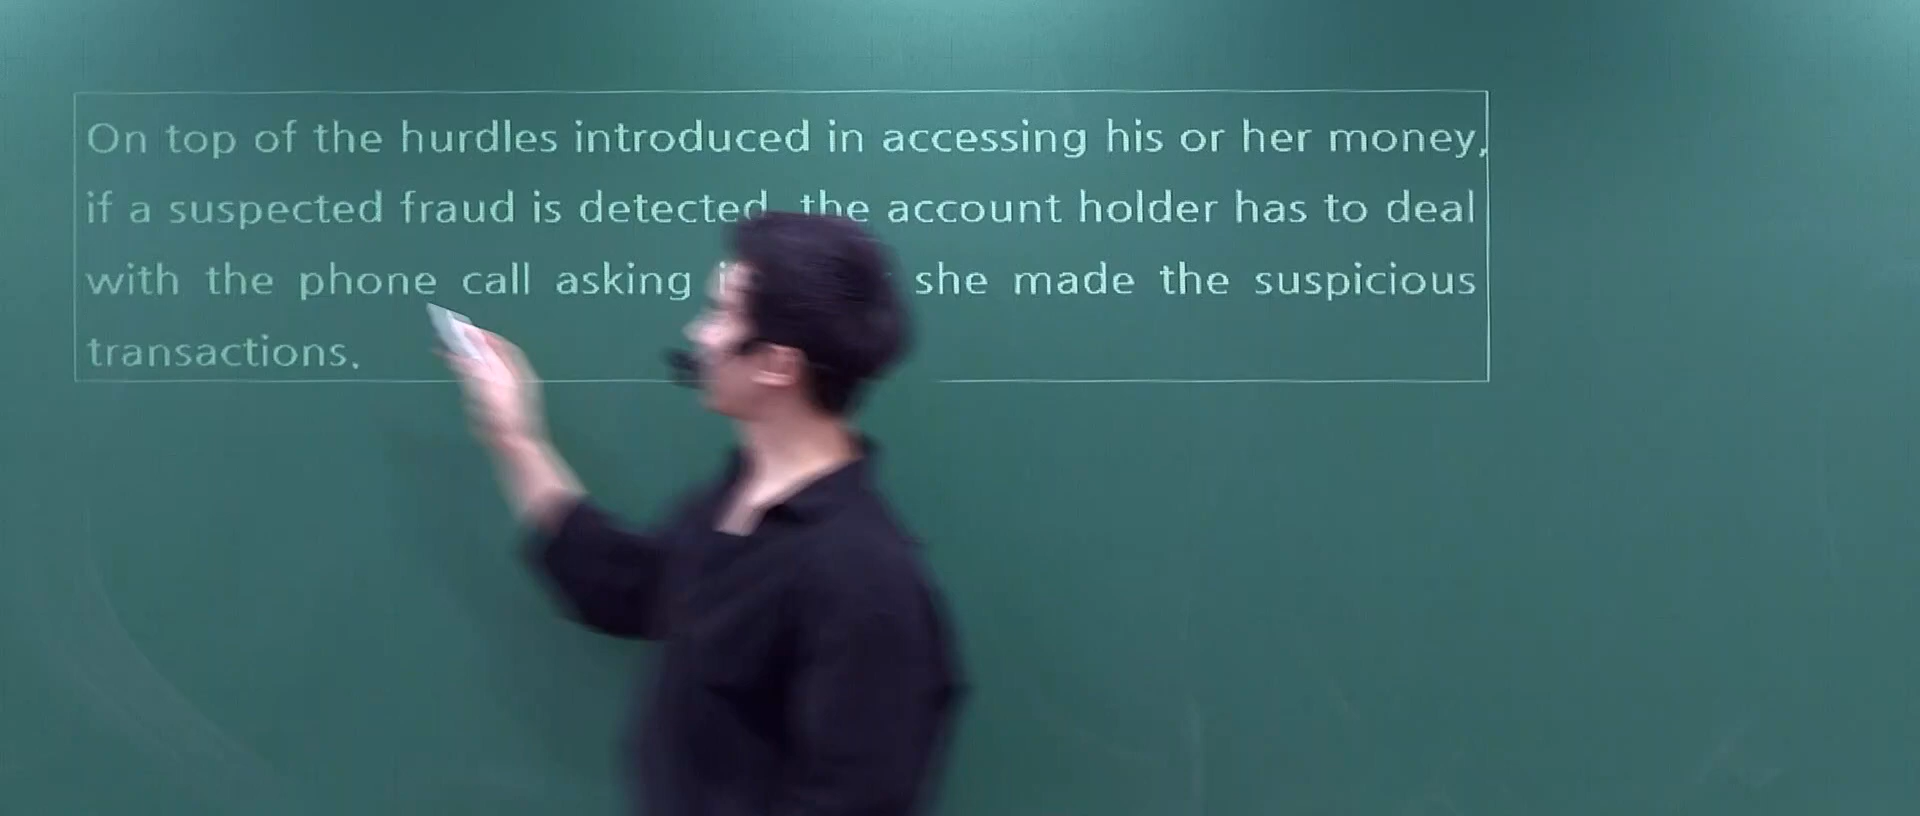 On top of the hurdles introduced in accessing his or her money,
if a suspected fraud is detected, the account holder has to deal
with the phone call asking she made the suspicious
transactions.